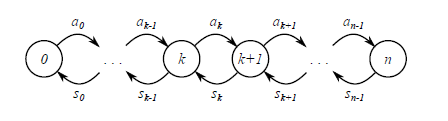 a0 ak-1 ak ak+1 an-1
0 ... k k+1 ... n
s0 sk-1 sk sk+1 sn-1